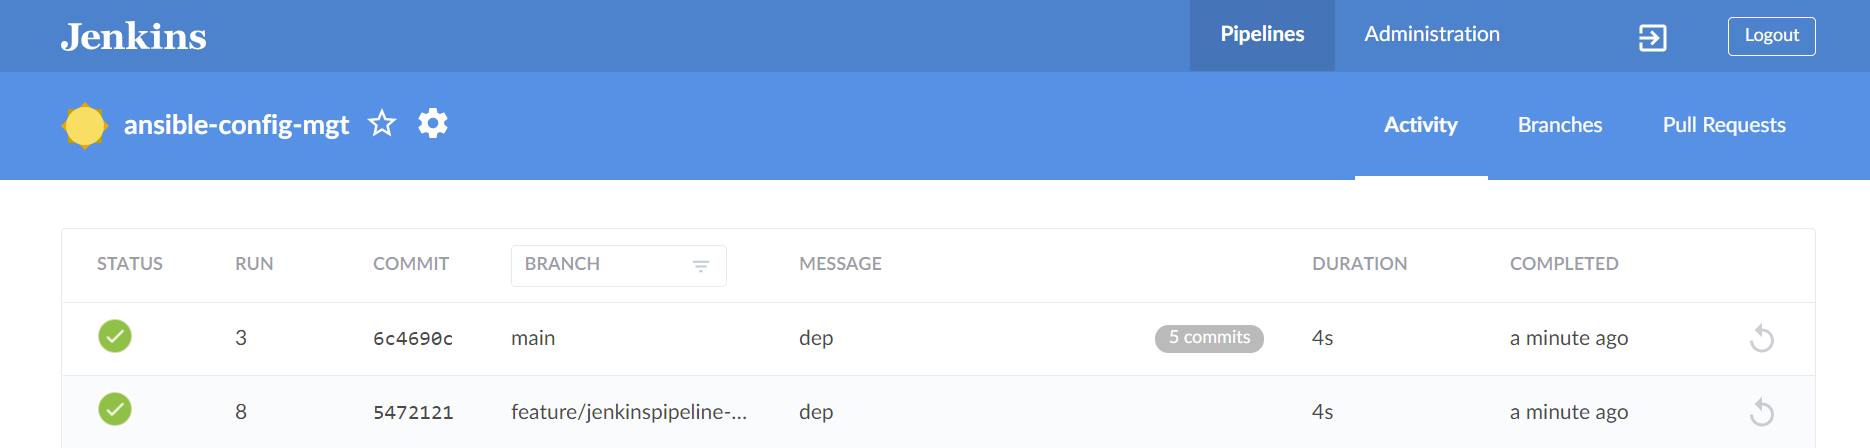 Jenkins Pipelines Administration Logout
ansible-config-mgt Activity Branches Pull Requests
STATUS RUN COMMIT BRANCH MESSAGE DURATION COMPLETED
3 6c4690c main dep 5 commits 4s a minute ago
8 5472121 feature/jenkinspipeline-... dep 4s a minute ago